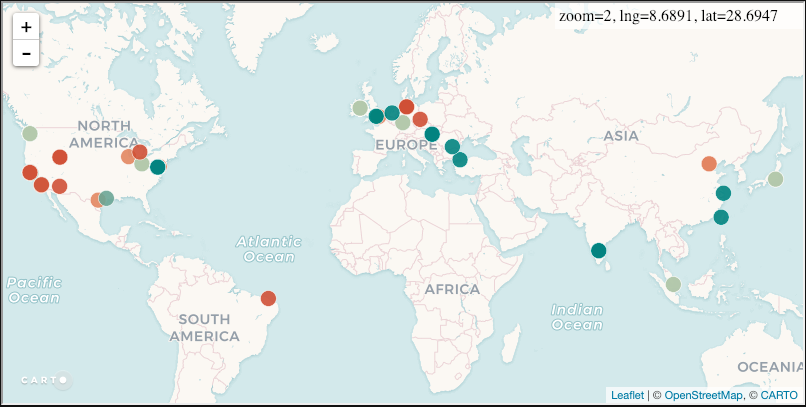 +
-
zoom=2, lng=8.6891, lat=28.6947
NORTH
AMERICA
EUROPE
ASIA
Atlantic
Ocean
Pacific
Ocean
AFRICA
SOUTH
AMERICA
Indian
Ocean
OCEANIA
CARTO
Leaflet | © OpenStreetMap, © CARTO